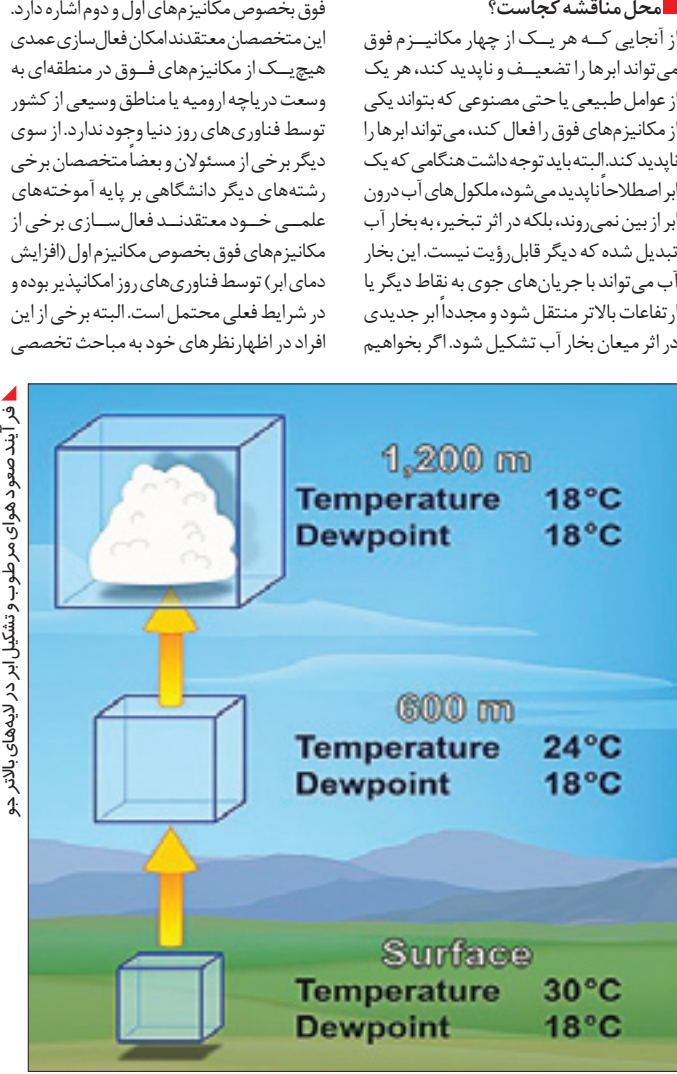 محل مناقشه کجاست؟
از آنجایی که هر یک از چهار مکانیزم فوق
می‌تواند ابرها را تضعیف و ناپدید کند، هر یک
از عوامل طبیعی یا حتی مصنوعی که بتواند یکی
از مکانیزم‌های فوق را فعال کند، می‌تواند ابرها را
ناپدید کند. البته باید توجه داشت هنگامی که یک
ابر اصطلاحاً ناپدید می‌شود، ملکول‌های آب درون
ابر از بین نمی‌روند، بلکه در اثر تبخیر، به بخار آب
تبدیل شده که دیگر قابل‌رؤیت نیست. این بخار
آب می‌تواند با جریان‌های جوی به نقاط دیگر یا
ارتفاعات بالاتر منتقل شود و مجدداً ابر جدیدی
در اثر میعان بخار آب تشکیل شود. اگر بخواهیم
فوق بخصوص مکانیزم‌های اول و دوم اشاره دارد.
این متخصصان معتقدند امکان فعال‌سازی عمدی
هیچ‌یک از مکانیزم‌های فوق در منطقه‌ای به
وسعت دریاچه ارومیه یا مناطق وسیعی از کشور
توسط فناوری‌های روز دنیا وجود ندارد. از سوی
دیگر برخی از مسئولان و بعضاً متخصصان برخی
رشته‌های دیگر دانشگاهی بر پایه آموخته‌های
علمی خود معتقدند فعال‌سازی برخی از
مکانیزم‌های فوق بخصوص مکانیزم اول (افزایش
دمای ابر) توسط فناوری‌های روز امکانپذیر بوده و
در شرایط فعلی محتمل است. البته برخی از این
افراد در اظهارنظرهای خود به مباحث تخصصی
فرآیند صعود هوای مرطوب و تشکیل ابر در لایه‌های بالاتر جو
1,200 m
Temperature 18°C
Dewpoint 18°C
600 m
Temperature 24°C
Dewpoint 18°C
Surface
Temperature 30°C
Dewpoint 18°C